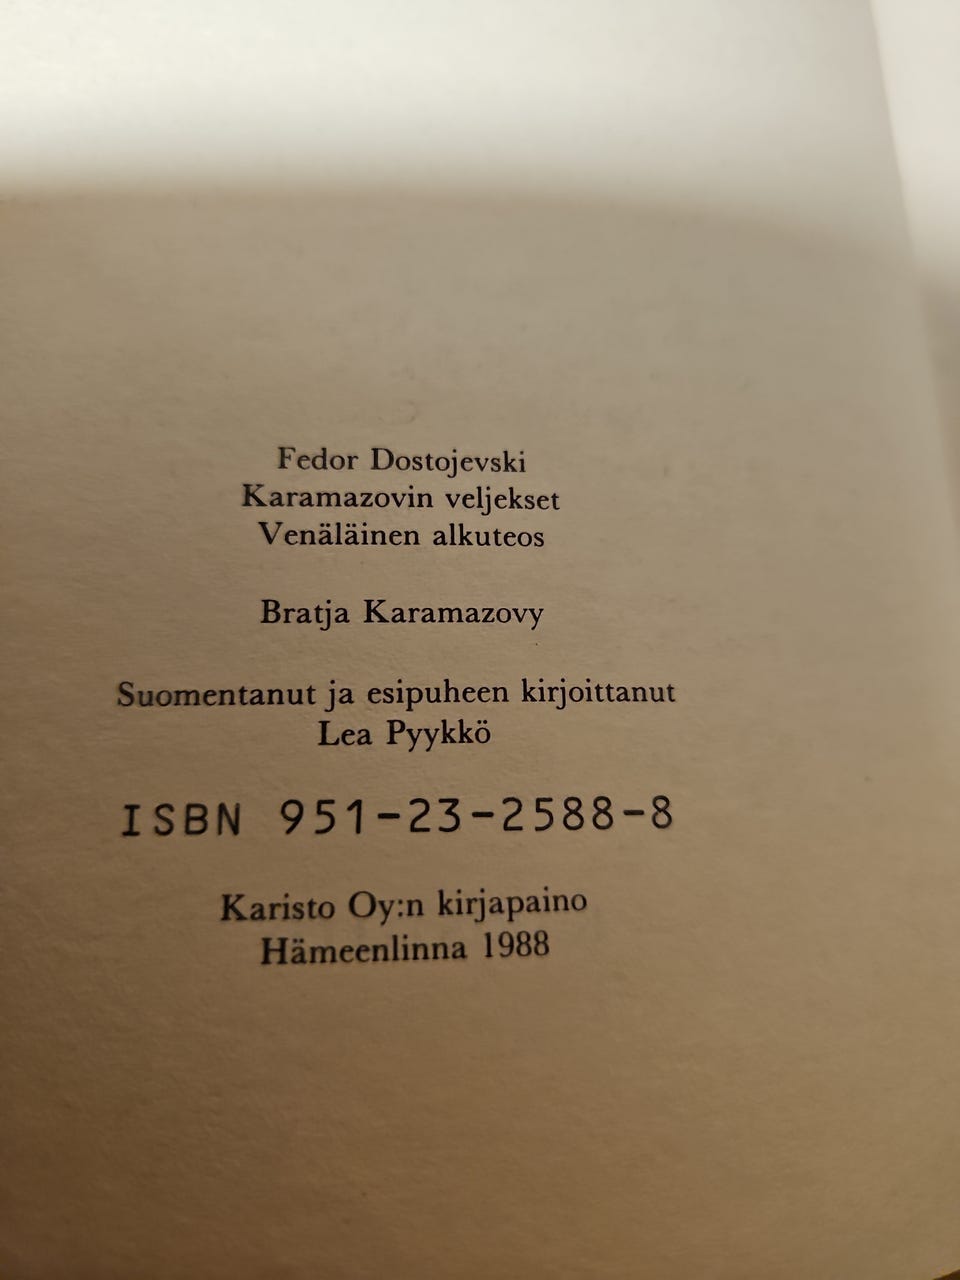 Fedor Dostojevski
Karamazovin veljekset
Venäläinen alkuteos
Bratja Karamazovy
Suomentanut ja esipuheen kirjoittanut
Lea Pyykkö
ISBN 951-23-2588-8
Karisto Oy:n kirjapaino
Hämeenlinna 1988